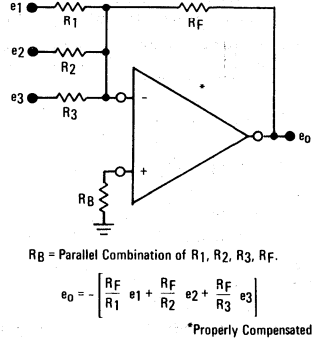 e1 R1 RF
e2 R2
e3 R3 * -
+ eo
RB
RB = Parallel Combination of R1, R2, R3, RF.
eo = - [ RF/R1 e1 + RF/R2 e2 + RF/R3 e3 ]
*Properly Compensated